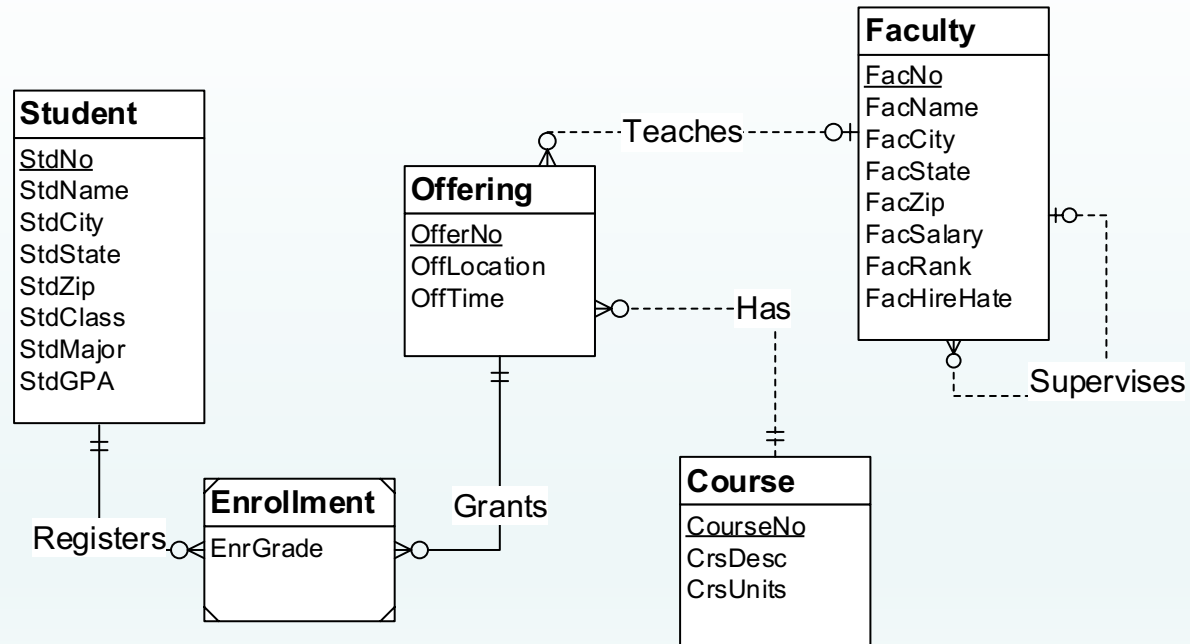 Student
StdNo
StdName
StdCity
StdState
StdZip
StdClass
StdMajor
StdGPA
Registers
Enrollment
EnrGrade
Grants
Offering
OfferNo
OffLocation
OffTime
Teaches
Has
Faculty
FacNo
FacName
FacCity
FacState
FacZip
FacSalary
FacRank
FacHireHate
Supervises
Course
CourseNo
CrsDesc
CrsUnits